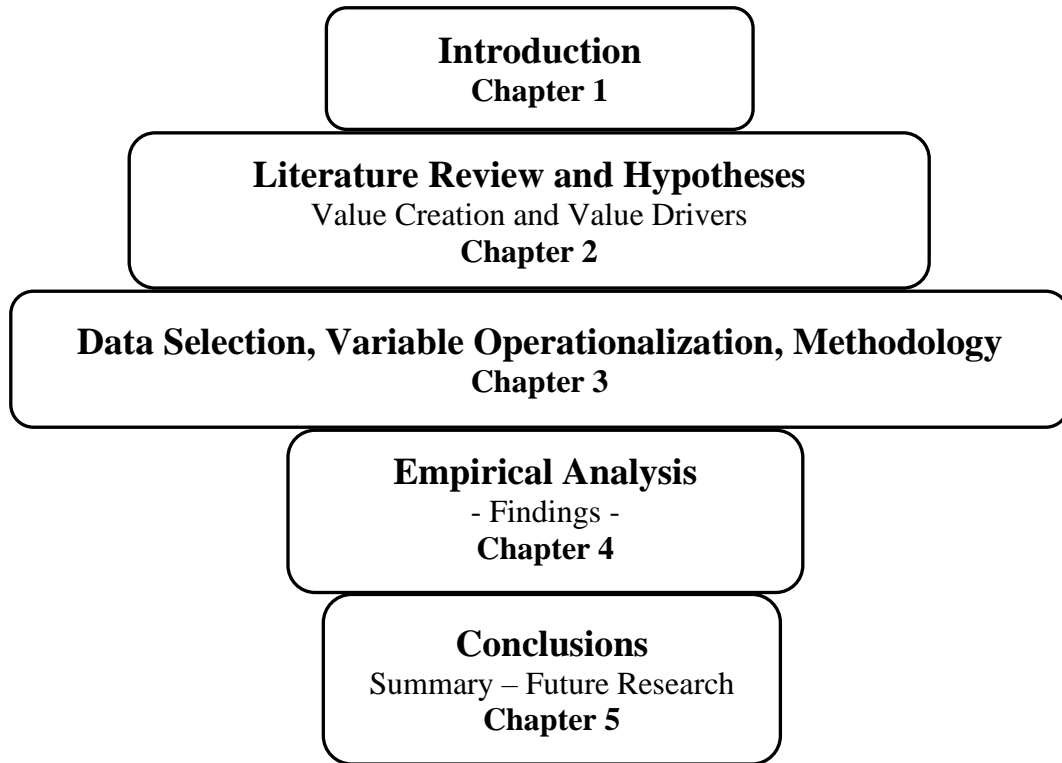 Introduction
Chapter 1
Literature Review and Hypotheses
Value Creation and Value Drivers
Chapter 2
Data Selection, Variable Operationalization, Methodology
Chapter 3
Empirical Analysis
- Findings -
Chapter 4
Conclusions
Summary – Future Research
Chapter 5